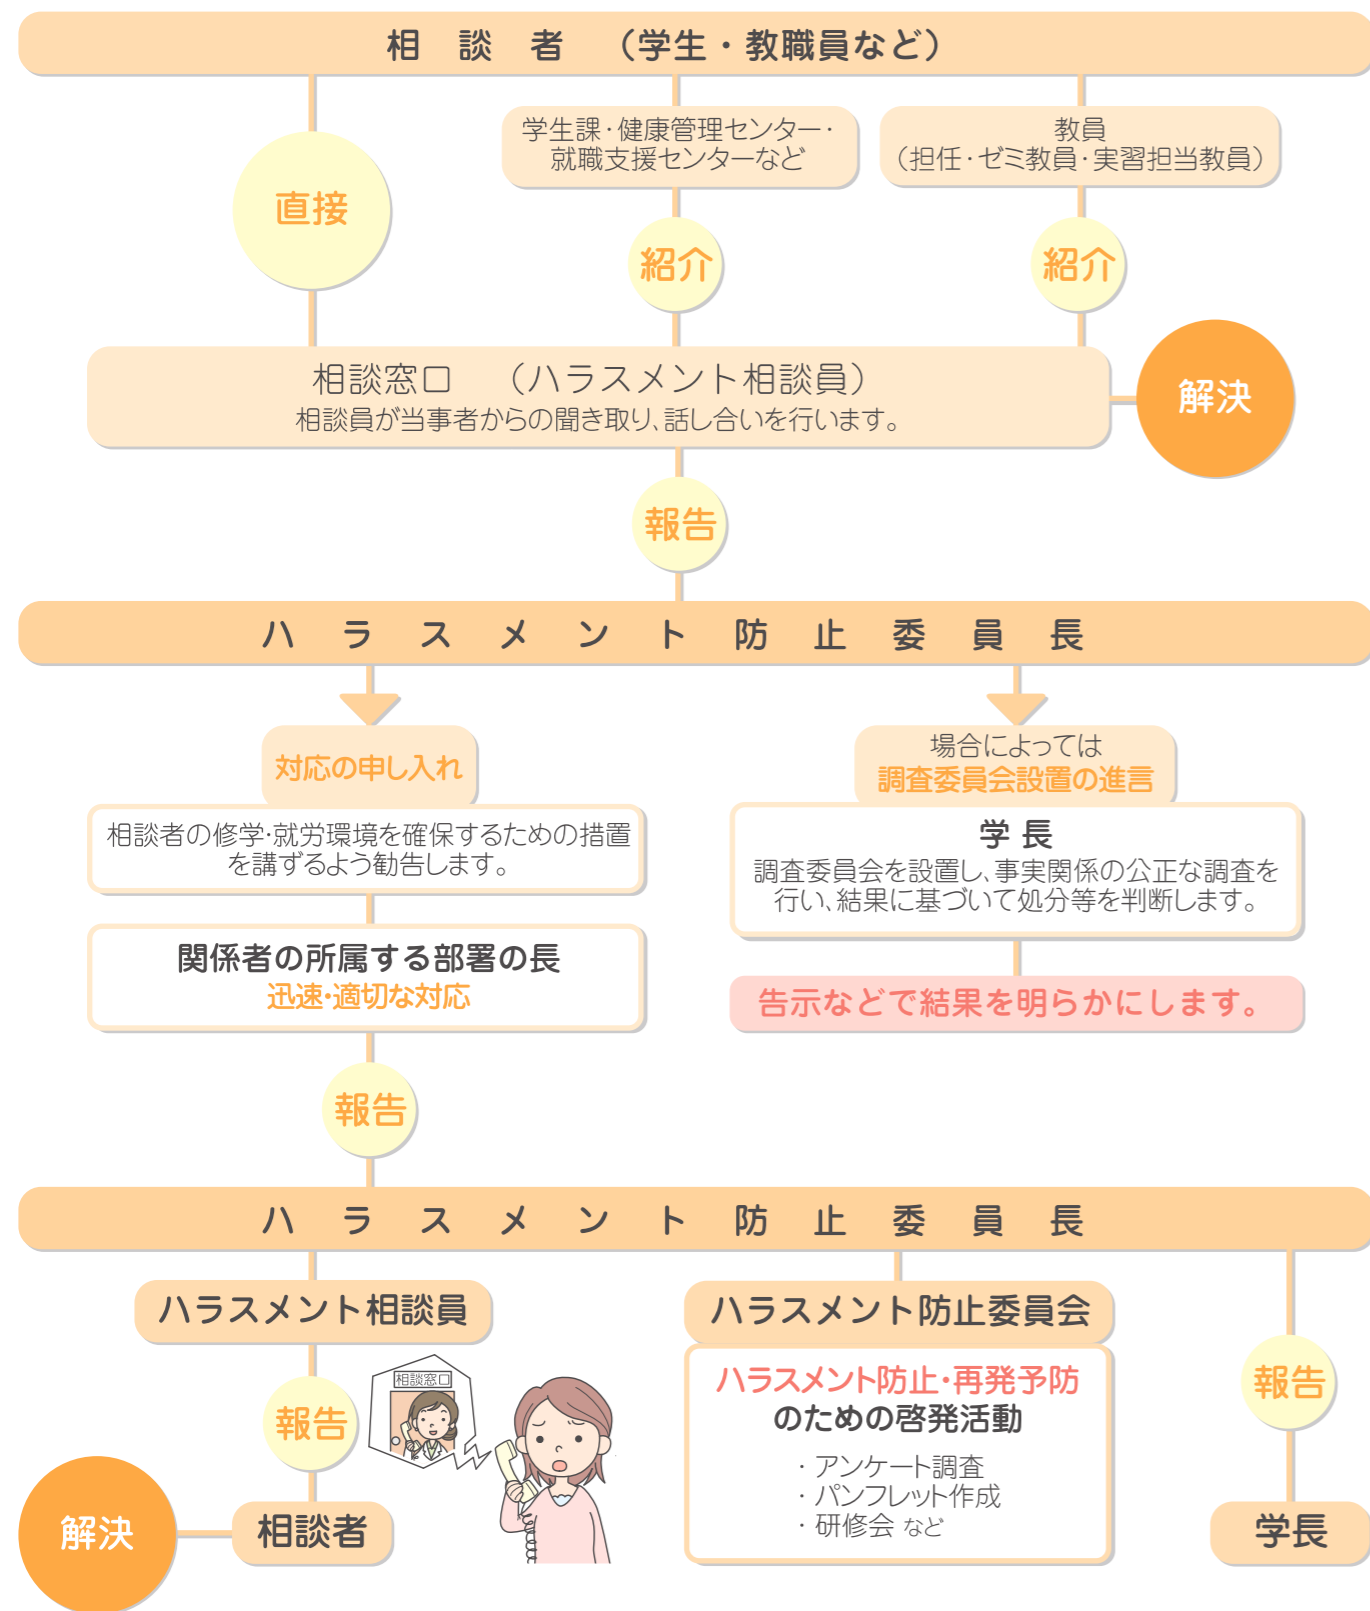 相 談 者 （学生・教職員など）
直接
学生課・健康管理センター・
就職支援センターなど
紹介
教員
（担任・ゼミ教員・実習担当教員）
紹介
相談窓口 （ハラスメント相談員）
相談員が当事者からの聞き取り、話し合いを行います。
解決
報告
ハ ラ ス メ ン ト 防 止 委 員 長
対応の申し入れ
相談者の修学・就労環境を確保するための措置
を講ずるよう勧告します。
関係者の所属する部署の長
迅速・適切な対応
報告
場合によっては
調査委員会設置の進言
学 長
調査委員会を設置し、事実関係の公正な調査を
行い、結果に基づいて処分等を判断します。
告示などで結果を明らかにします。
ハ ラ ス メ ン ト 防 止 委 員 長
ハラスメント相談員
報告
相談者
解決
相談窓口
ハラスメント防止委員会
ハラスメント防止・再発予防
のための啓発活動
・アンケート調査
・パンフレット作成
・研修会 など
報告
学長